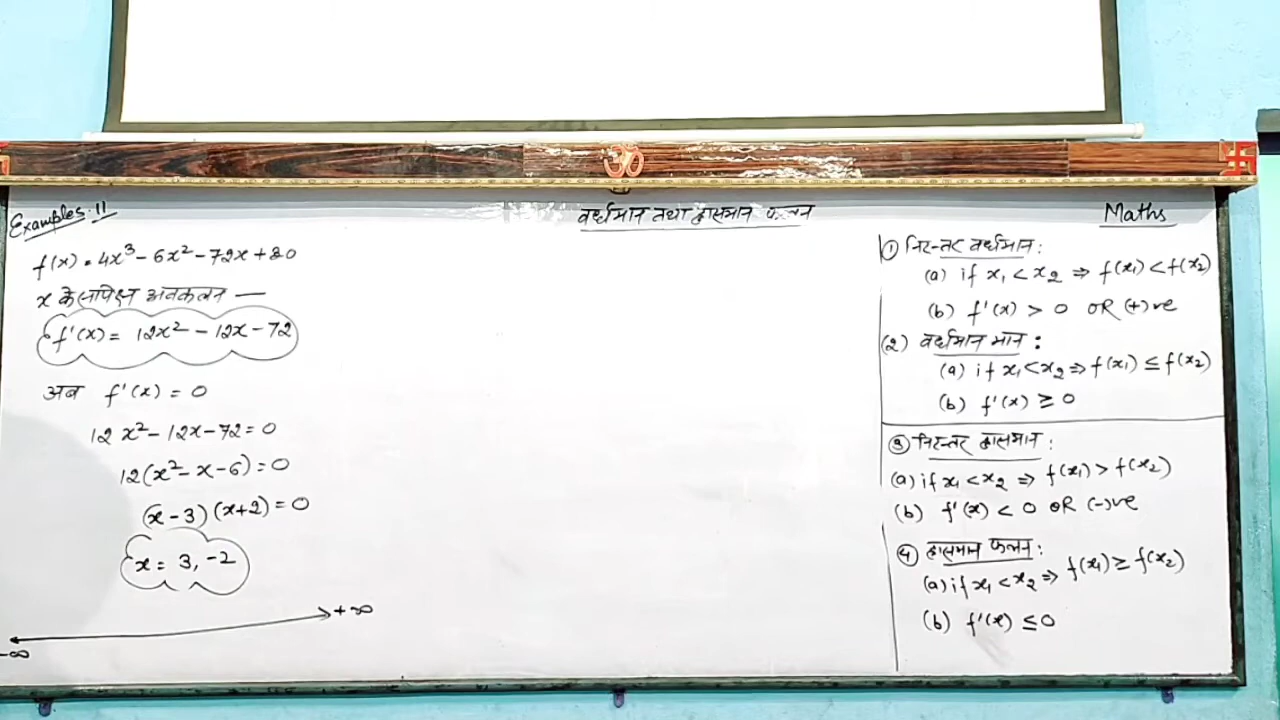 ॐ
卐
Examples:11
वर्धमान तथा ह्रासमान फलन
Maths
f(x) = 4x³ - 6x² - 72x + 30
x के सापेक्ष अवकलन —
f'(x) = 12x² - 12x - 72
अब f'(x) = 0
12x² - 12x - 72 = 0
12(x² - x - 6) = 0
(x - 3)(x + 2) = 0
x = 3, -2
+∞
-∞
① निरन्तर वर्धमान:
(a) if x₁ < x₂ ⇒ f(x₁) < f(x₂)
(b) f'(x) > 0 OR (+)ve
(2) वर्धमान मान:
(a) if x₁ < x₂ ⇒ f(x₁) ≤ f(x₂)
(b) f'(x) ≥ 0
③ निरन्तर ह्रासमान:
(a) if x₁ < x₂ ⇒ f(x₁) > f(x₂)
(b) f'(x) < 0 OR (-)ve
④ ह्रासमान फलन:
(a) if x₁ < x₂ ⇒ f(x₁) ≥ f(x₂)
(b) f'(x) ≤ 0